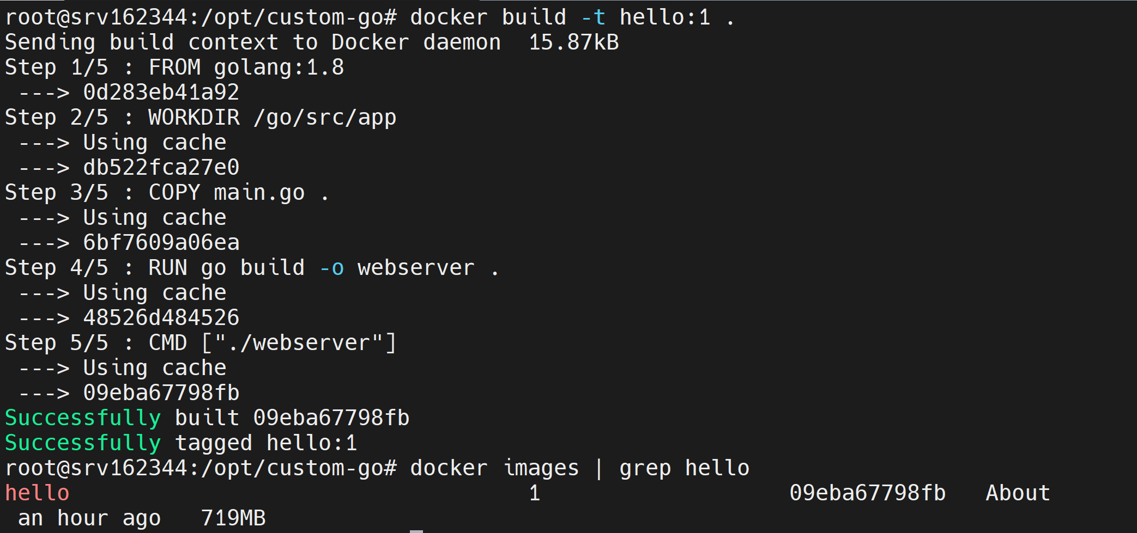 root@srv162344:/opt/custom-go# docker build -t hello:1 .
Sending build context to Docker daemon  15.87kB
Step 1/5 : FROM golang:1.8
 ---> 0d283eb41a92
Step 2/5 : WORKDIR /go/src/app
 ---> Using cache
 ---> db522fca27e0
Step 3/5 : COPY main.go .
 ---> Using cache
 ---> 6bf7609a06ea
Step 4/5 : RUN go build -o webserver .
 ---> Using cache
 ---> 48526d484526
Step 5/5 : CMD ["./webserver"]
 ---> Using cache
 ---> 09eba67798fb
Successfully built 09eba67798fb
Successfully tagged hello:1
root@srv162344:/opt/custom-go# docker images | grep hello
hello                                   1                   09eba67798fb   About
 an hour ago   719MB